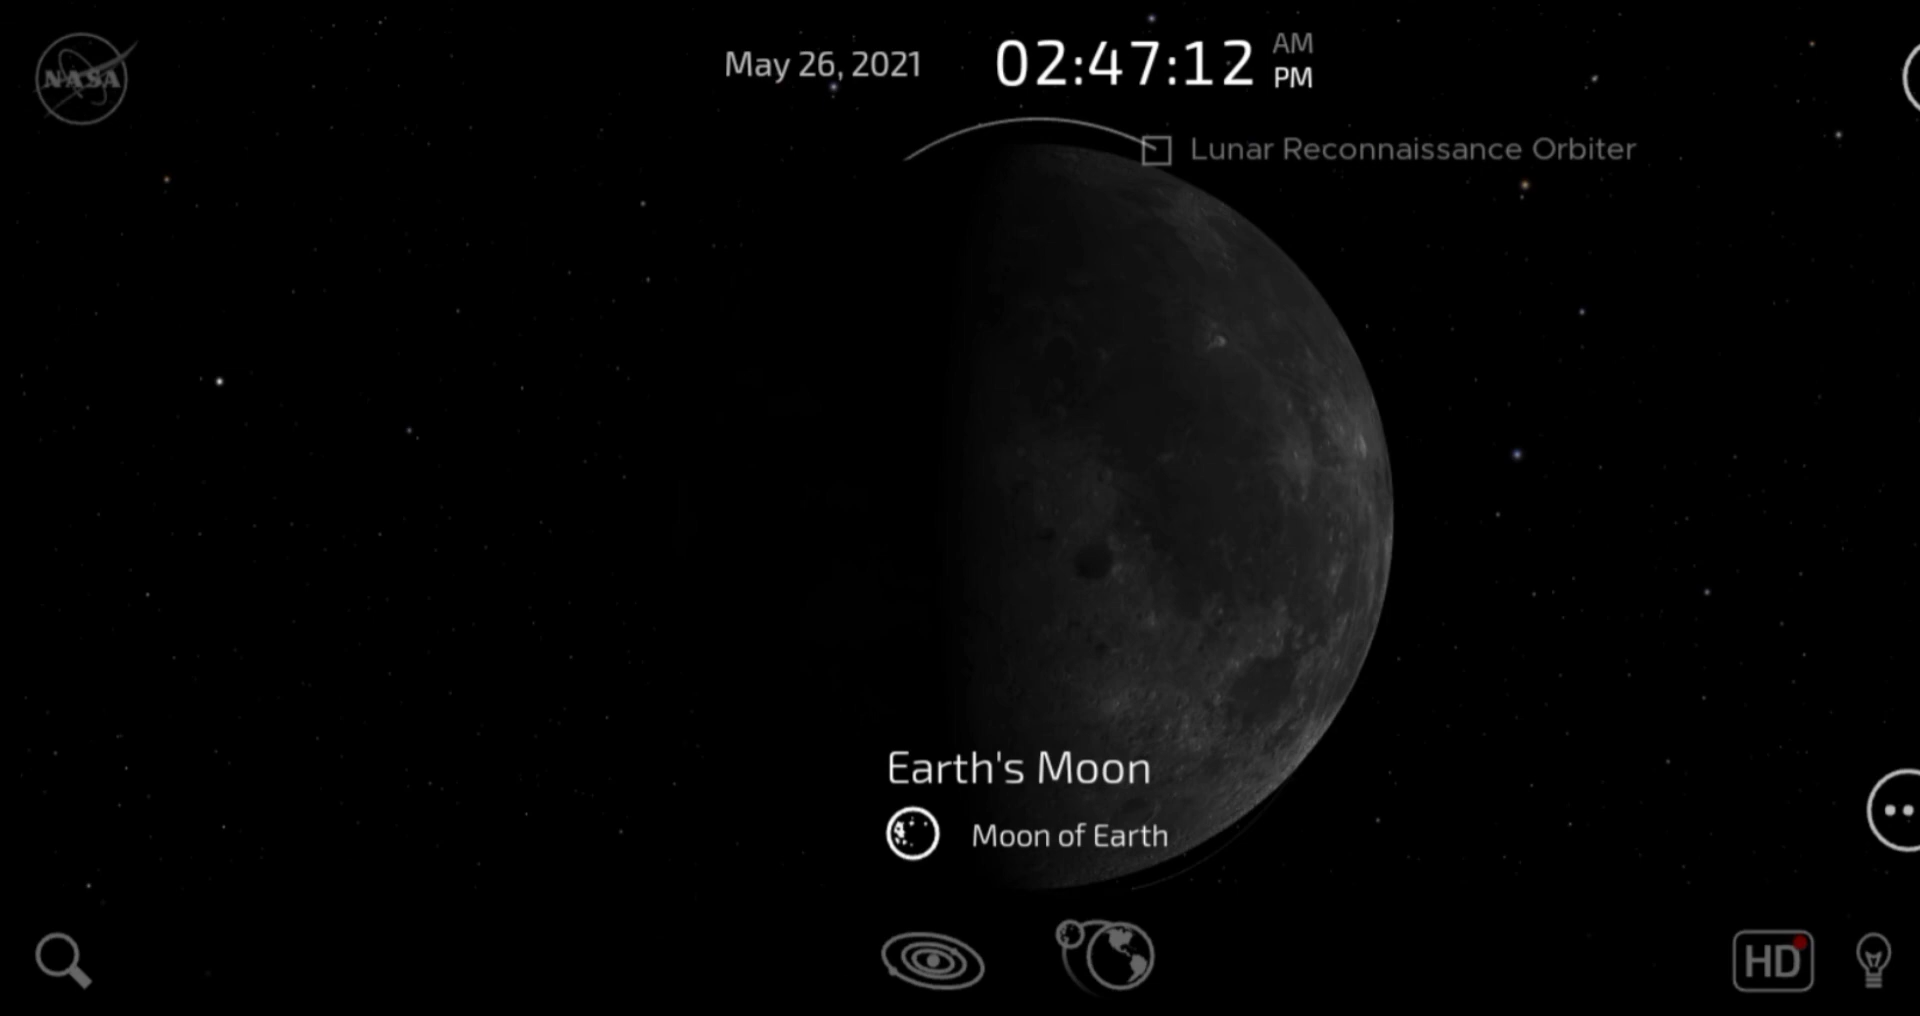 NASA
May 26, 2021
02:47:12
AM
PM
Lunar Reconnaissance Orbiter
Earth's Moon
Moon of Earth
HD